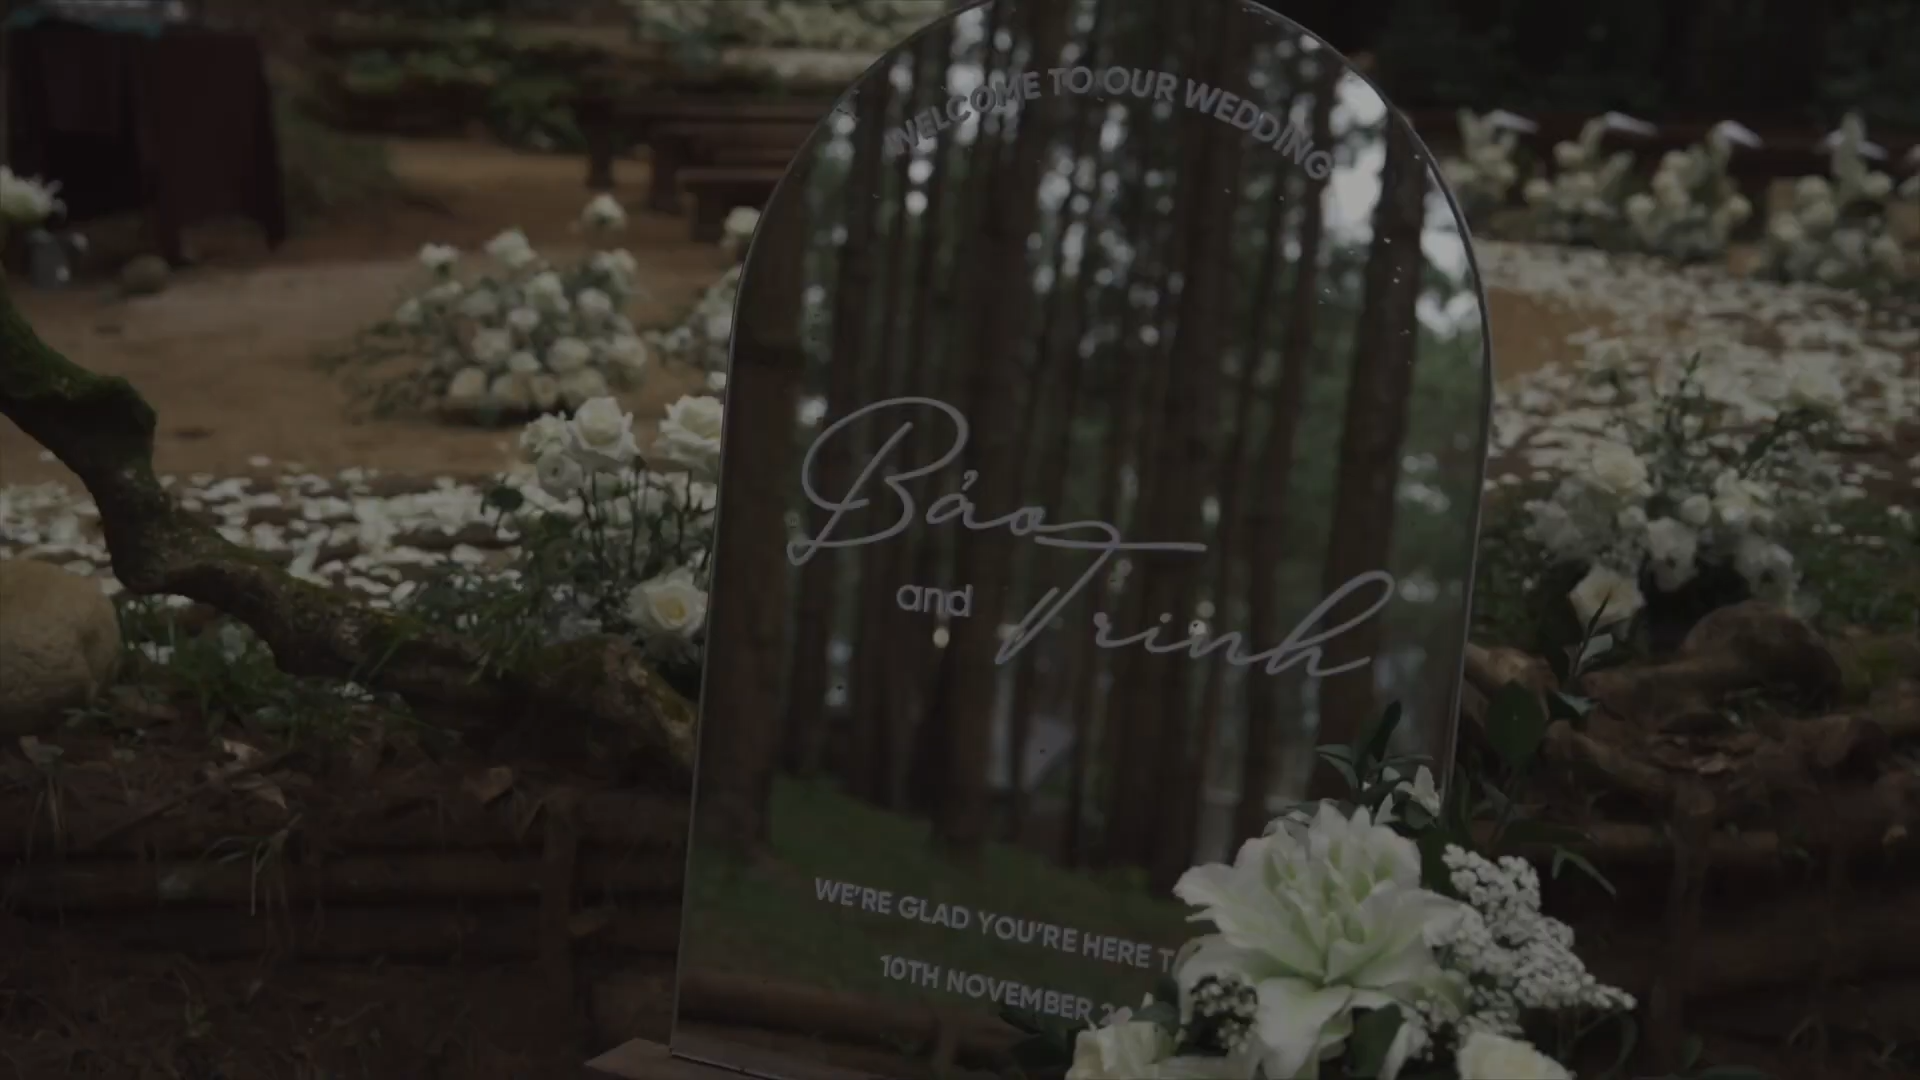 WELCOME TO OUR WEDDING
Bảo
and Trinh
WE'RE GLAD YOU'RE HERE
10TH NOVEMBER